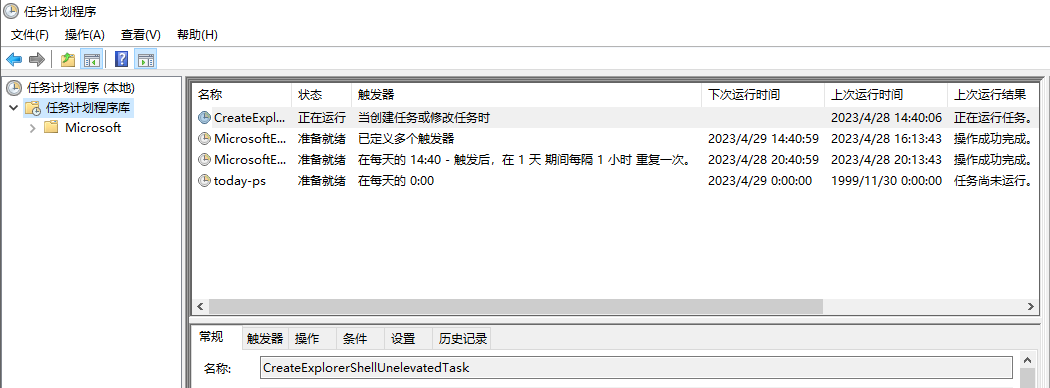 任务计划程序
文件(F) 操作(A) 查看(V) 帮助(H)
任务计划程序 (本地)
任务计划程序库
Microsoft
名称 状态 触发器 下次运行时间 上次运行时间 上次运行结果
CreateExpl... 正在运行 当创建任务或修改任务时 2023/4/28 14:40:06 正在运行任务。
MicrosoftE... 准备就绪 已定义多个触发器 2023/4/29 14:40:59 2023/4/28 16:13:43 操作成功完成。
MicrosoftE... 准备就绪 在每天的 14:40 - 触发后，在 1 天 期间每隔 1 小时 重复一次。 2023/4/28 20:40:59 2023/4/28 20:13:43 操作成功完成。
today-ps 准备就绪 在每天的 0:00 2023/4/29 0:00:00 1999/11/30 0:00:00 任务尚未运行。
常规 触发器 操作 条件 设置 历史记录
名称: CreateExplorerShellUnelevatedTask